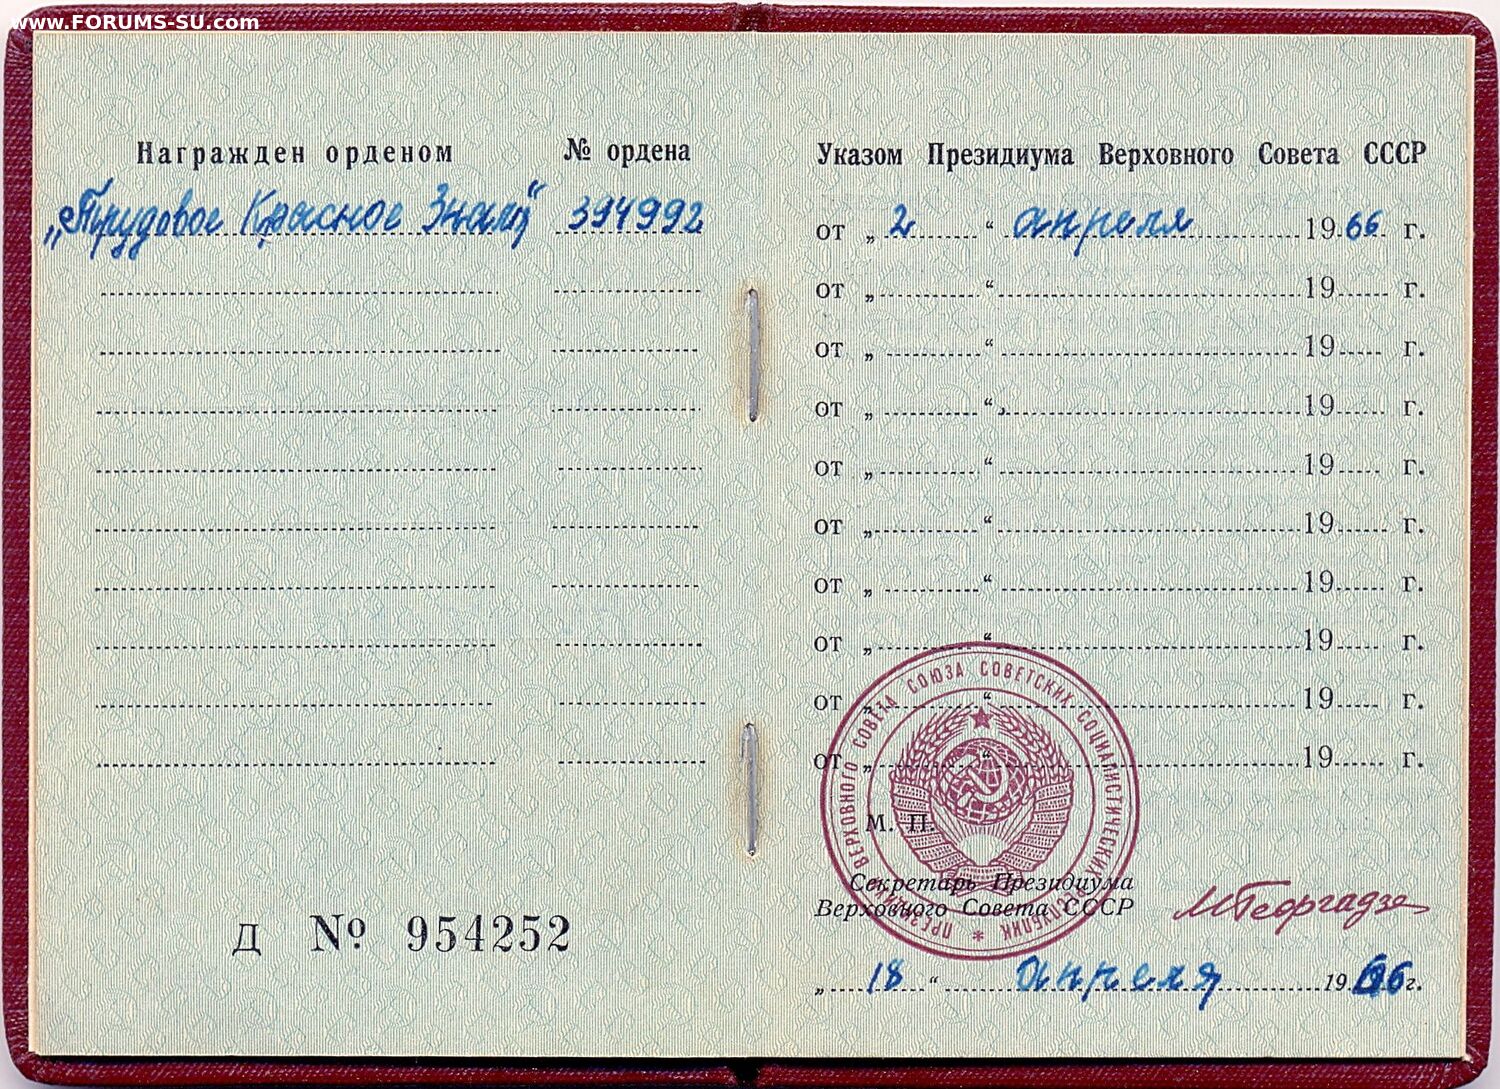 www.FORUMS-SU.com
Награжден орденом № ордена
„Трудовое Красное Знамя“ 394992
Указом Президиума Верховного Совета СССР
от „2“ апреля 1966 г.
от „ “ 19 г.
от „ “ 19 г.
от „ “ 19 г.
от „ “ 19 г.
от „ “ 19 г.
от „ “ 19 г.
от „ “ 19 г.
от „ “ 19 г.
от „ “ 19 г.
М. П.
ПРЕЗИДИУМ ВЕРХОВНОГО СОВЕТА СОЮЗА СОВЕТСКИХ СОЦИАЛИСТИЧЕСКИХ РЕСПУБЛИК *
Секретарь Президиума
Верховного Совета СССР
М Георгадзе
„18“ апреля 1966 г.
Д № 954252